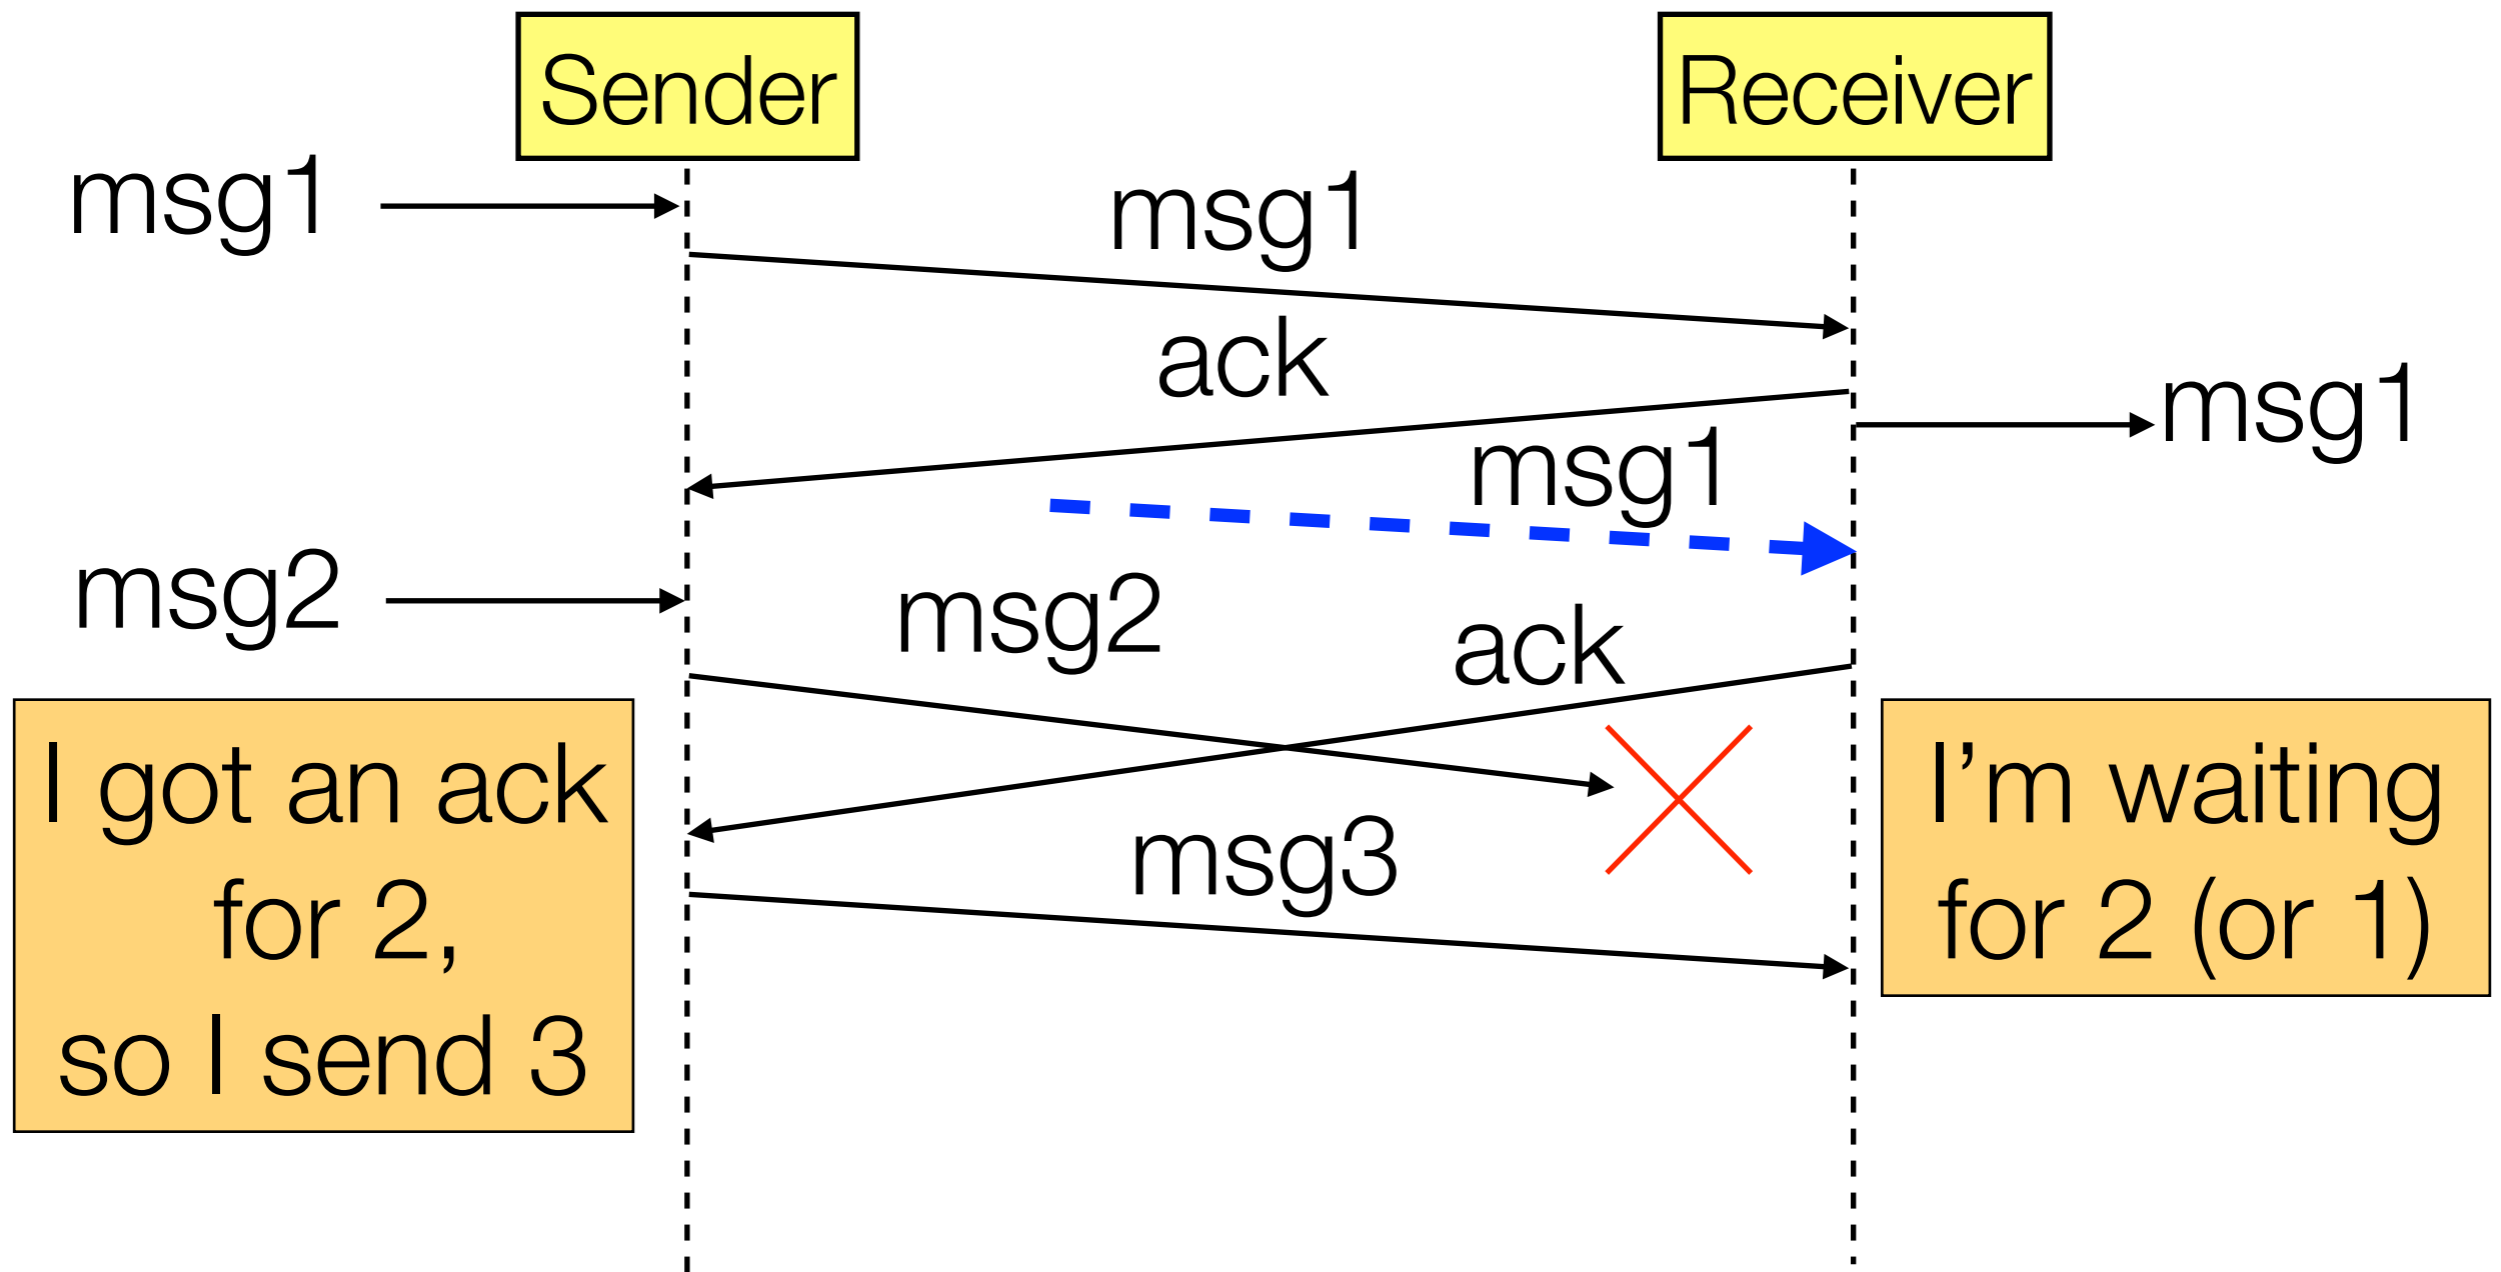 Sender
Receiver
msg1
msg1
ack
msg1
msg1
msg2
msg2
ack
I got an ack
for 2,
so I send 3
msg3
I'm waiting
for 2 (or 1)